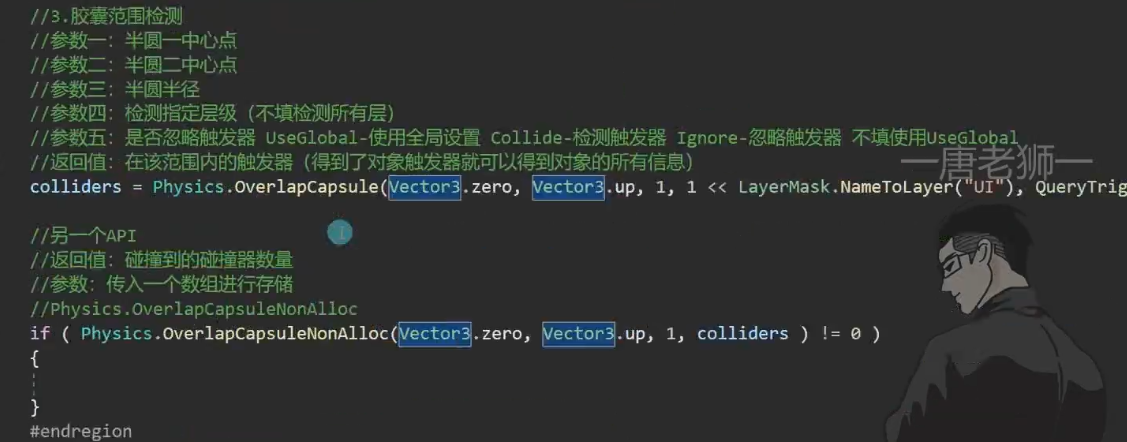 //3.胶囊范围检测
//参数一：半圆一中心点
//参数二：半圆二中心点
//参数三：半圆半径
//参数四：检测指定层级（不填检测所有层）
//参数五：是否忽略触发器 UseGlobal-使用全局设置 Collide-检测触发器 Ignore-忽略触发器 不填使用UseGlobal
//返回值：在该范围内的触发器（得到了对象触发器就可以得到对象的所有信息）
—唐老狮—
colliders = Physics.OverlapCapsule(Vector3.zero, Vector3.up, 1, 1 << LayerMask.NameToLayer("UI"), QueryTrig
//另一个API
//返回值：碰撞到的碰撞器数量
//参数：传入一个数组进行存储
//Physics.OverlapCapsuleNonAlloc
if ( Physics.OverlapCapsuleNonAlloc(Vector3.zero, Vector3.up, 1, colliders ) != 0 )
{
}
#endregion